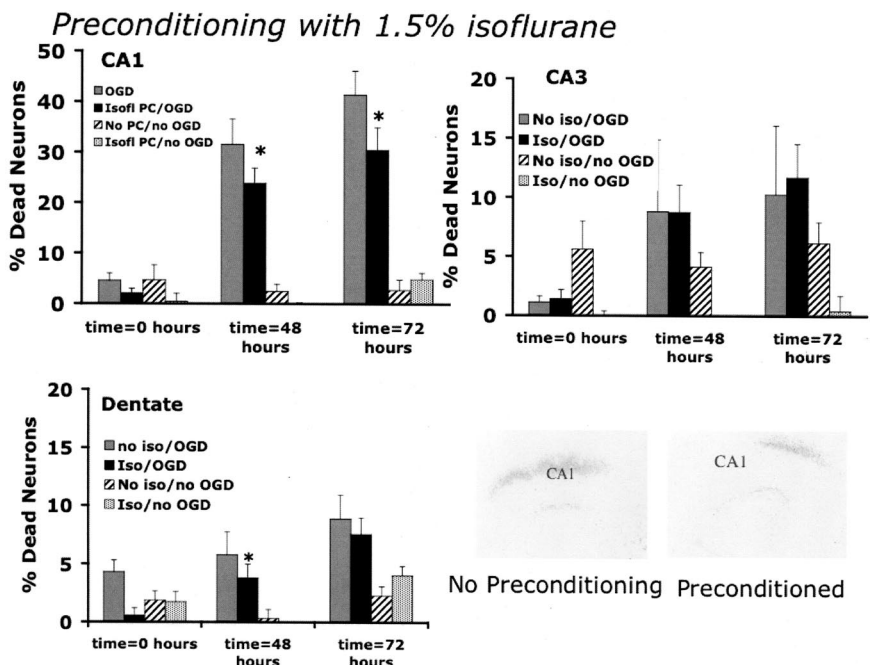 Preconditioning with 1.5% isoflurane
CA1
% Dead Neurons
50
40
30
20
10
0
OGD
Isofl PC/OGD
No PC/no OGD
Isofl PC/no OGD
*
*
time=0 hours
time=48
hours
time=72
hours
CA3
% Dead Neurons
20
15
10
5
0
No iso/OGD
Iso/OGD
No iso/no OGD
Iso/no OGD
time=0 hours
time=48
hours
time=72
hours
Dentate
% Dead Neurons
20
15
10
5
0
no iso/OGD
Iso/OGD
No iso/no OGD
Iso/no OGD
*
time=0 hours
time=48
hours
time=72
hours
CA1
CA1
No Preconditioning
Preconditioned